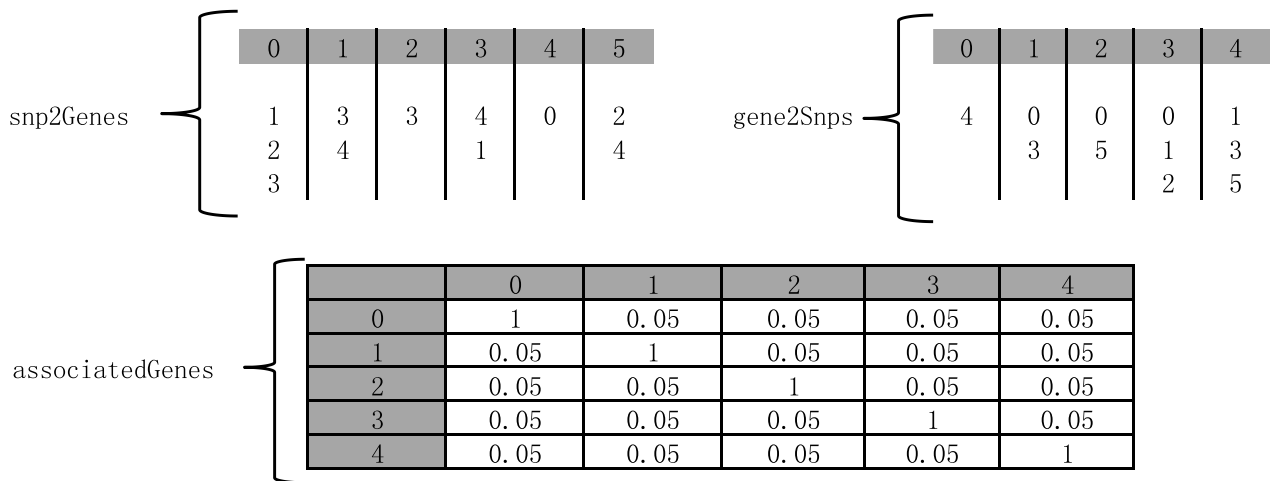 0 1 2 3 4 5
snp2Genes
1 3 3 4 0 2
2 4 1 4
3
0 1 2 3 4
gene2Snps
4 0 0 0 1
3 5 1 3
2 5
associatedGenes
0 1 2 3 4
0 1 0.05 0.05 0.05 0.05
1 0.05 1 0.05 0.05 0.05
2 0.05 0.05 1 0.05 0.05
3 0.05 0.05 0.05 1 0.05
4 0.05 0.05 0.05 0.05 1